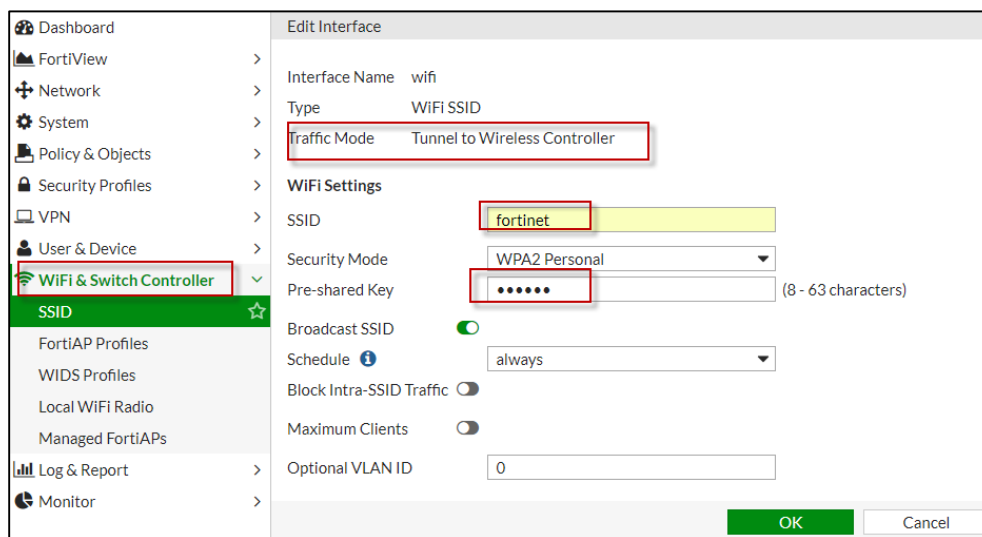 Dashboard
FortiView
Network
System
Policy & Objects
Security Profiles
VPN
User & Device
WiFi & Switch Controller
SSID
FortiAP Profiles
WIDS Profiles
Local WiFi Radio
Managed FortiAPs
Log & Report
Monitor
Edit Interface
Interface Name wifi
Type WiFi SSID
Traffic Mode Tunnel to Wireless Controller
WiFi Settings
SSID fortinet
Security Mode WPA2 Personal
Pre-shared Key •••••• (8 - 63 characters)
Broadcast SSID
Schedule always
Block Intra-SSID Traffic
Maximum Clients
Optional VLAN ID 0
OK Cancel